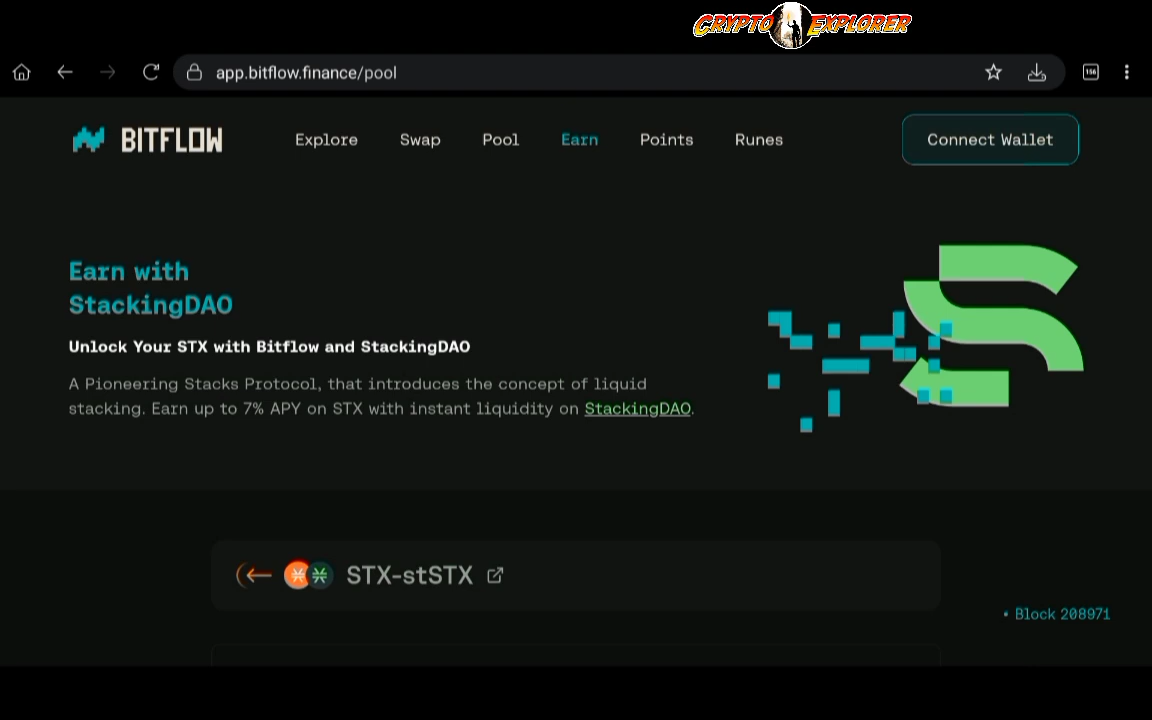 CRYPTO EXPLORER
app.bitflow.finance/pool
156
BITFLOW
Explore
Swap
Pool
Earn
Points
Runes
Connect Wallet
Earn with
StackingDAO
Unlock Your STX with Bitflow and StackingDAO
A Pioneering Stacks Protocol, that introduces the concept of liquid
stacking. Earn up to 7% APY on STX with instant liquidity on StackingDAO.
STX-stSTX
• Block 208971